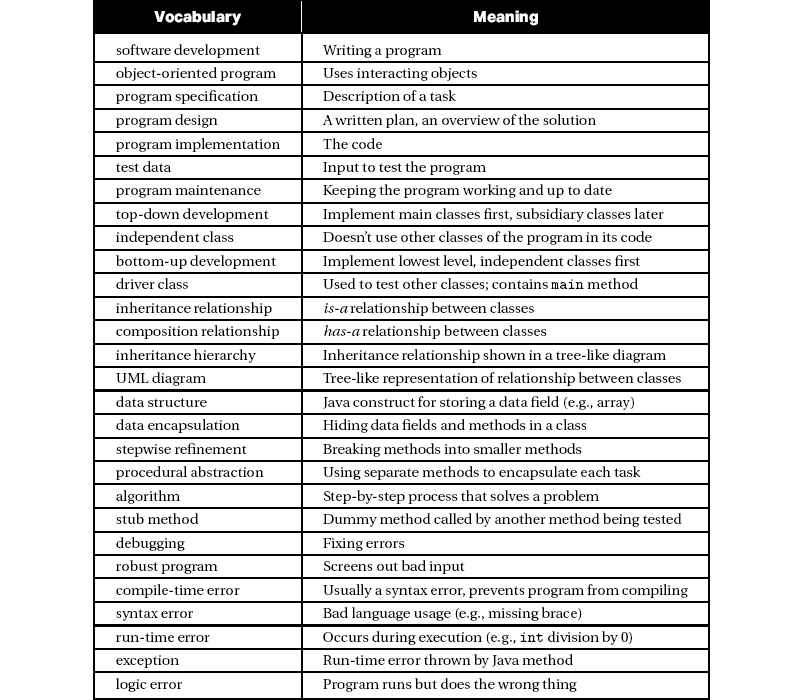 Vocabulary Meaning
software development Writing a program
object-oriented program Uses interacting objects
program specification Description of a task
program design A written plan, an overview of the solution
program implementation The code
test data Input to test the program
program maintenance Keeping the program working and up to date
top-down development Implement main classes first, subsidiary classes later
independent class Doesn’t use other classes of the program in its code
bottom-up development Implement lowest level, independent classes first
driver class Used to test other classes; contains main method
inheritance relationship is-a relationship between classes
composition relationship has-a relationship between classes
inheritance hierarchy Inheritance relationship shown in a tree-like diagram
UML diagram Tree-like representation of relationship between classes
data structure Java construct for storing a data field (e.g., array)
data encapsulation Hiding data fields and methods in a class
stepwise refinement Breaking methods into smaller methods
procedural abstraction Using separate methods to encapsulate each task
algorithm Step-by-step process that solves a problem
stub method Dummy method called by another method being tested
debugging Fixing errors
robust program Screens out bad input
compile-time error Usually a syntax error, prevents program from compiling
syntax error Bad language usage (e.g., missing brace)
run-time error Occurs during execution (e.g., int division by 0)
exception Run-time error thrown by Java method
logic error Program runs but does the wrong thing